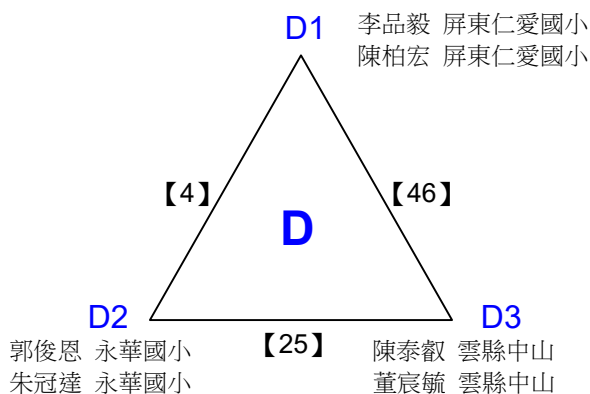 D1
李品毅 屏東仁愛國小
陳柏宏 屏東仁愛國小
【4】
【46】
D
D2
D3
郭俊恩 永華國小
朱冠達 永華國小
【25】
陳泰叡 雲縣中山
董宸毓 雲縣中山